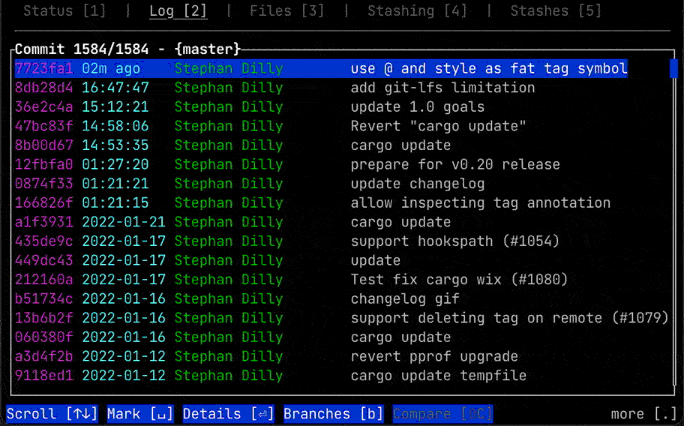 Status [1] | Log [2] | Files [3] | Stashing [4] | Stashes [5]
Commit 1584/1584 - {master}
7723fa1 02m ago Stephan Dilly use @ and style as fat tag symbol
8db28d4 16:47:47 Stephan Dilly add git-lfs limitation
36e2c4a 15:12:21 Stephan Dilly update 1.0 goals
47bc83f 14:58:06 Stephan Dilly Revert "cargo update"
8b00d67 14:53:35 Stephan Dilly cargo update
12fbfa0 01:27:20 Stephan Dilly prepare for v0.20 release
0874f33 01:21:21 Stephan Dilly update changelog
166826f 01:21:15 Stephan Dilly allow inspecting tag annotation
a1f3931 2022-01-21 Stephan Dilly cargo update
435de9c 2022-01-17 Stephan Dilly support hookspath (#1054)
449dc43 2022-01-17 Stephan Dilly update
212160a 2022-01-17 Stephan Dilly Test fix cargo wix (#1080)
b51734c 2022-01-16 Stephan Dilly changelog gif
13b6b2f 2022-01-16 Stephan Dilly support deleting tag on remote (#1079)
060380f 2022-01-16 Stephan Dilly cargo update
a3d4f2b 2022-01-12 Stephan Dilly revert pprof upgrade
9118ed1 2022-01-12 Stephan Dilly cargo update tempfile
Scroll [↑↓] Mark [␣] Details [⏎] Branches [b] Compare [⇧C] more [.]